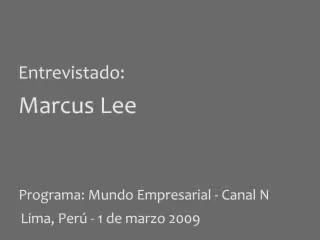 Entrevistado:
Marcus Lee
Programa: Mundo Empresarial - Canal N
Lima, Perú - 1 de marzo 2009